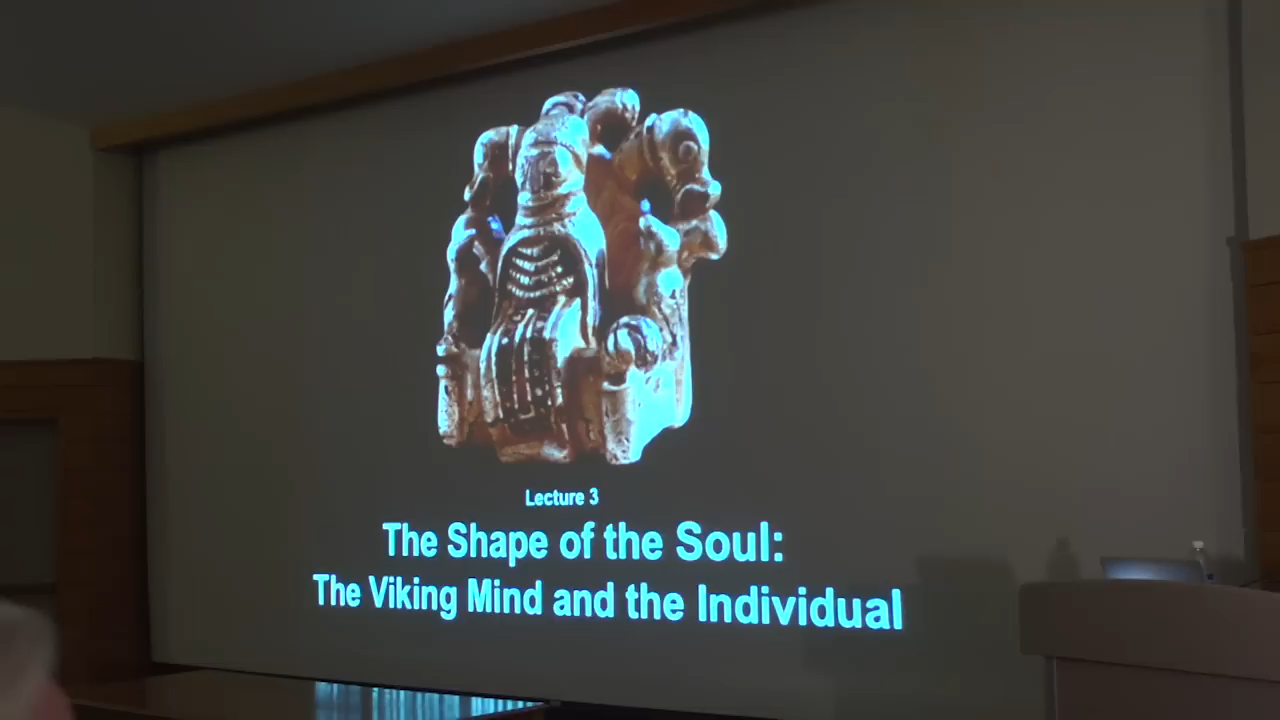 Lecture 3
The Shape of the Soul:
The Viking Mind and the Individual